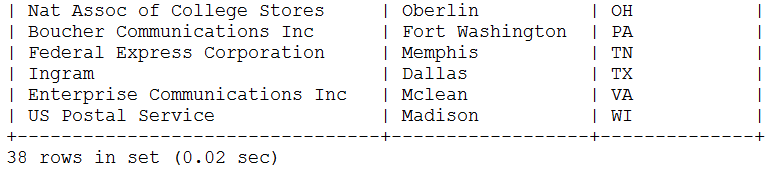 | Nat Assoc of College Stores | Oberlin | OH |
| Boucher Communications Inc | Fort Washington | PA |
| Federal Express Corporation | Memphis | TN |
| Ingram | Dallas | TX |
| Enterprise Communications Inc | Mclean | VA |
| US Postal Service | Madison | WI |
+----------------------------------+------------------+--------------+
38 rows in set (0.02 sec)